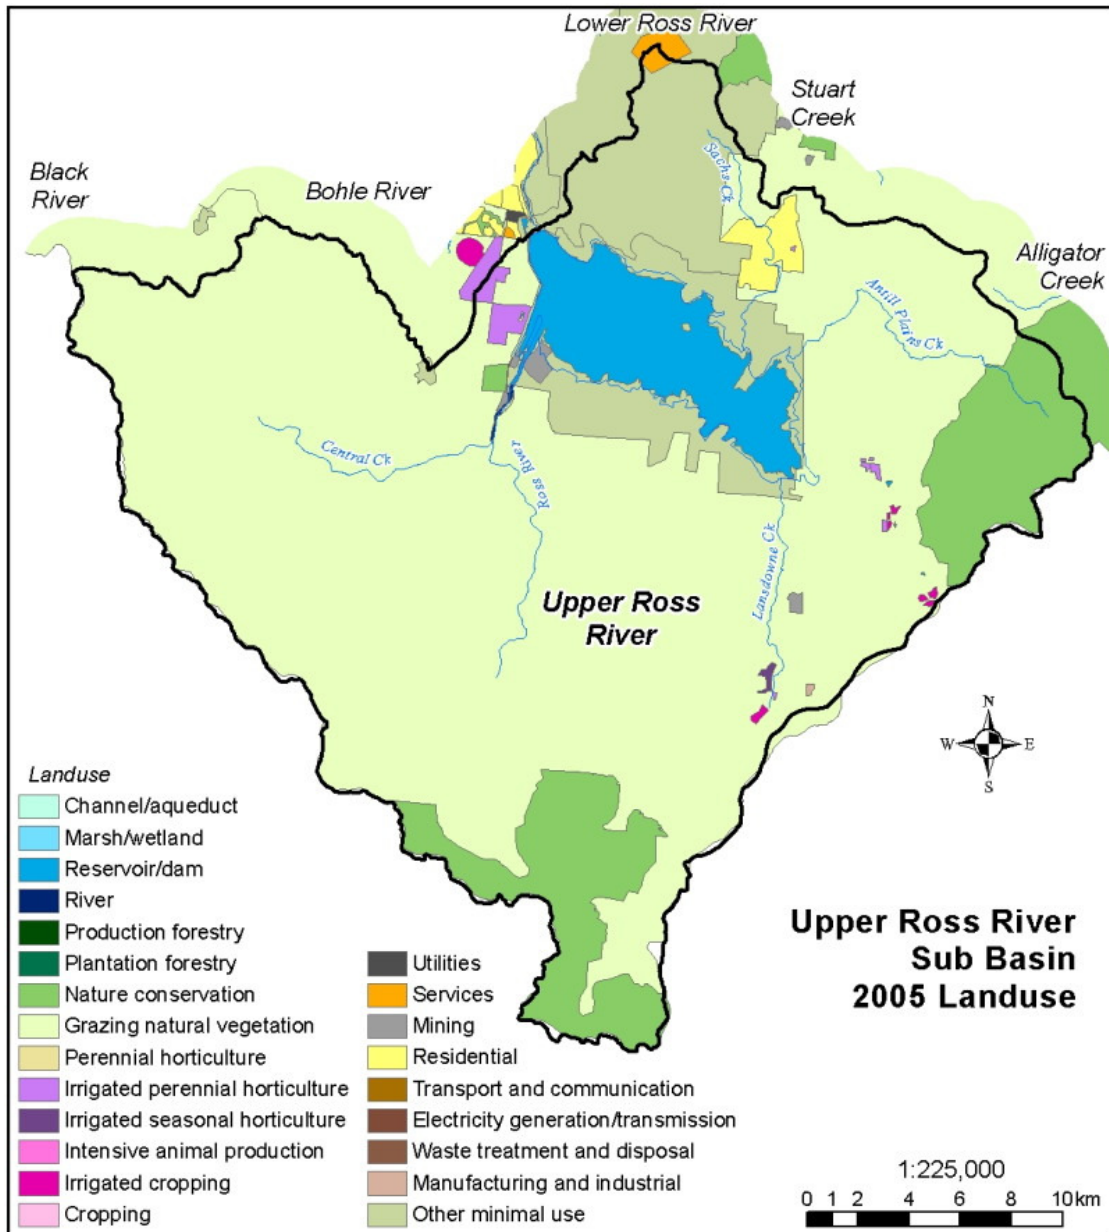 Lower Ross River
Stuart
Creek
Black
River
Bohle River
Sachs Ck
Alligator
Creek
Antill Plains Ck
Central Ck
Ross River
Lansdowne Ck
Upper Ross
River
N
W
E
S
Landuse
Channel/aqueduct
Marsh/wetland
Reservoir/dam
River
Production forestry
Plantation forestry
Nature conservation
Grazing natural vegetation
Perennial horticulture
Irrigated perennial horticulture
Irrigated seasonal horticulture
Intensive animal production
Irrigated cropping
Cropping
Utilities
Services
Mining
Residential
Transport and communication
Electricity generation/transmission
Waste treatment and disposal
Manufacturing and industrial
Other minimal use
Upper Ross River
Sub Basin
2005 Landuse
1:225,000
0 1 2 4 6 8 10 km